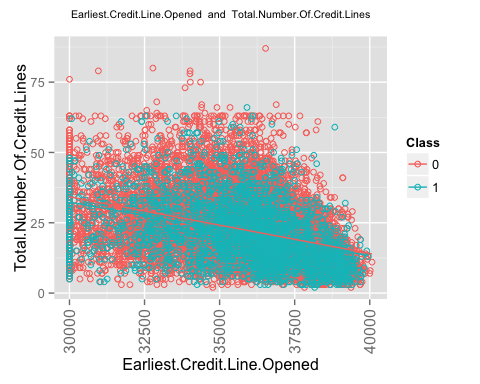 Earliest.Credit.Line.Opened and Total.Number.Of.Credit.Lines
Total.Number.Of.Credit.Lines
75
50
25
0
30000
32500
35000
37500
40000
Earliest.Credit.Line.Opened
Class
0
1